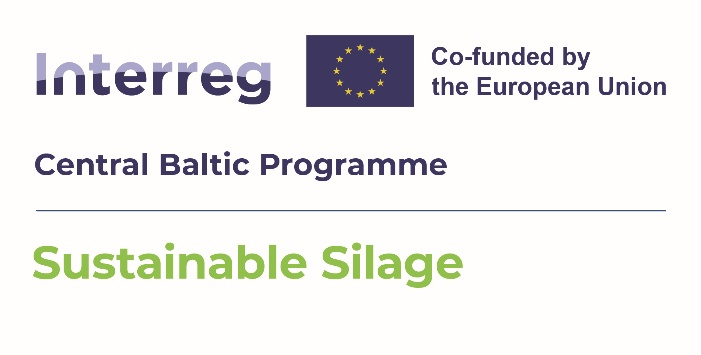 Interreg
Co-funded by
the European Union
Central Baltic Programme
Sustainable Silage